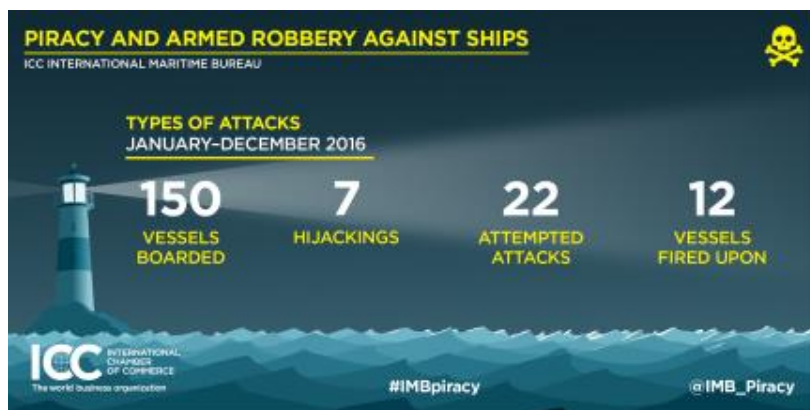 PIRACY AND ARMED ROBBERY AGAINST SHIPS
ICC INTERNATIONAL MARITIME BUREAU
TYPES OF ATTACKS
JANUARY–DECEMBER 2016
150
VESSELS
BOARDED
7
HIJACKINGS
22
ATTEMPTED
ATTACKS
12
VESSELS
FIRED UPON
ICC
INTERNATIONAL
CHAMBER
OF COMMERCE
The world business organization
#IMBpiracy
@IMB_Piracy